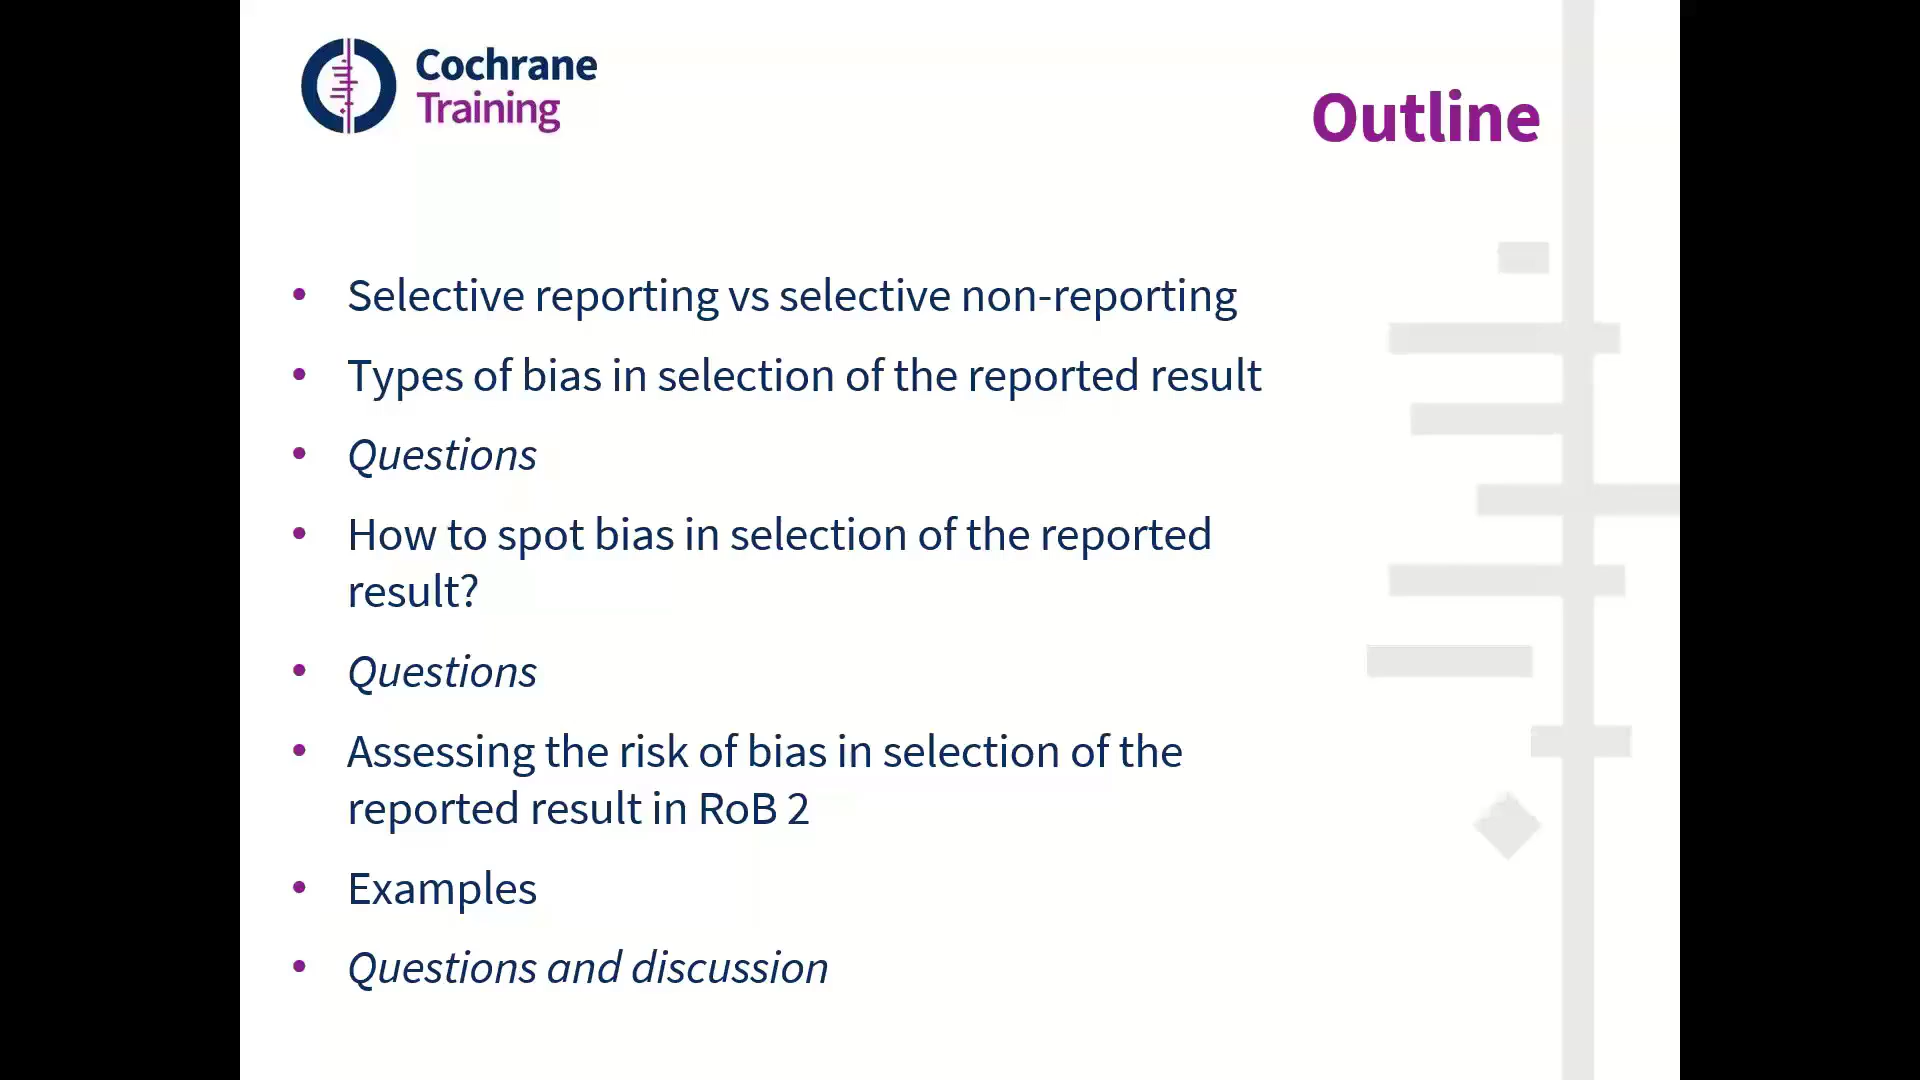 Cochrane
Training
Outline
• Selective reporting vs selective non-reporting
• Types of bias in selection of the reported result
• Questions
• How to spot bias in selection of the reported
result?
• Questions
• Assessing the risk of bias in selection of the
reported result in RoB 2
• Examples
• Questions and discussion